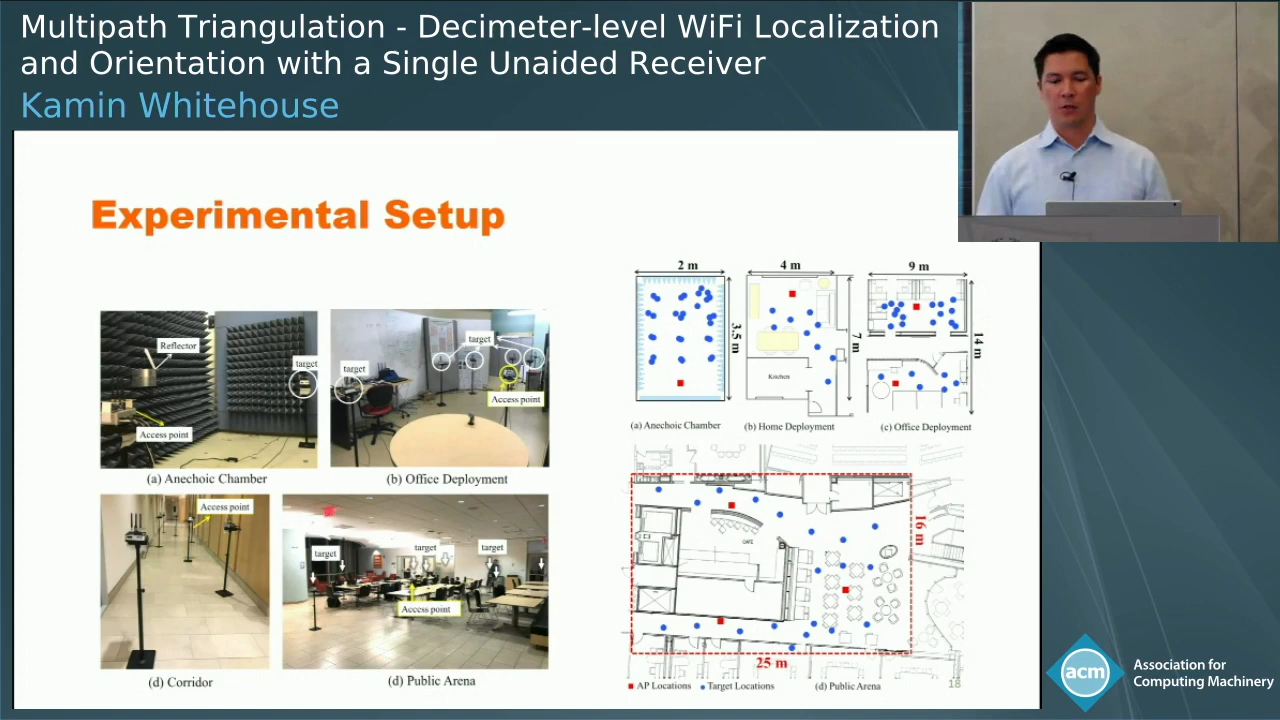 Multipath Triangulation - Decimeter-level WiFi Localization
and Orientation with a Single Unaided Receiver
Kamin Whitehouse
Experimental Setup
Reflector
target
Access point
(a) Anechoic Chamber
target
target
Access point
(b) Office Deployment
Access point
(d) Corridor
target
target
target
Access point
(d) Public Arena
2 m
3.5 m
(a) Anechoic Chamber
4 m
7 m
Kitchen
(b) Home Deployment
9 m
14 m
(c) Office Deployment
CAFE
16 m
25 m
AP Locations
Target Locations
(d) Public Arena
18
acm
Association for
Computing Machinery